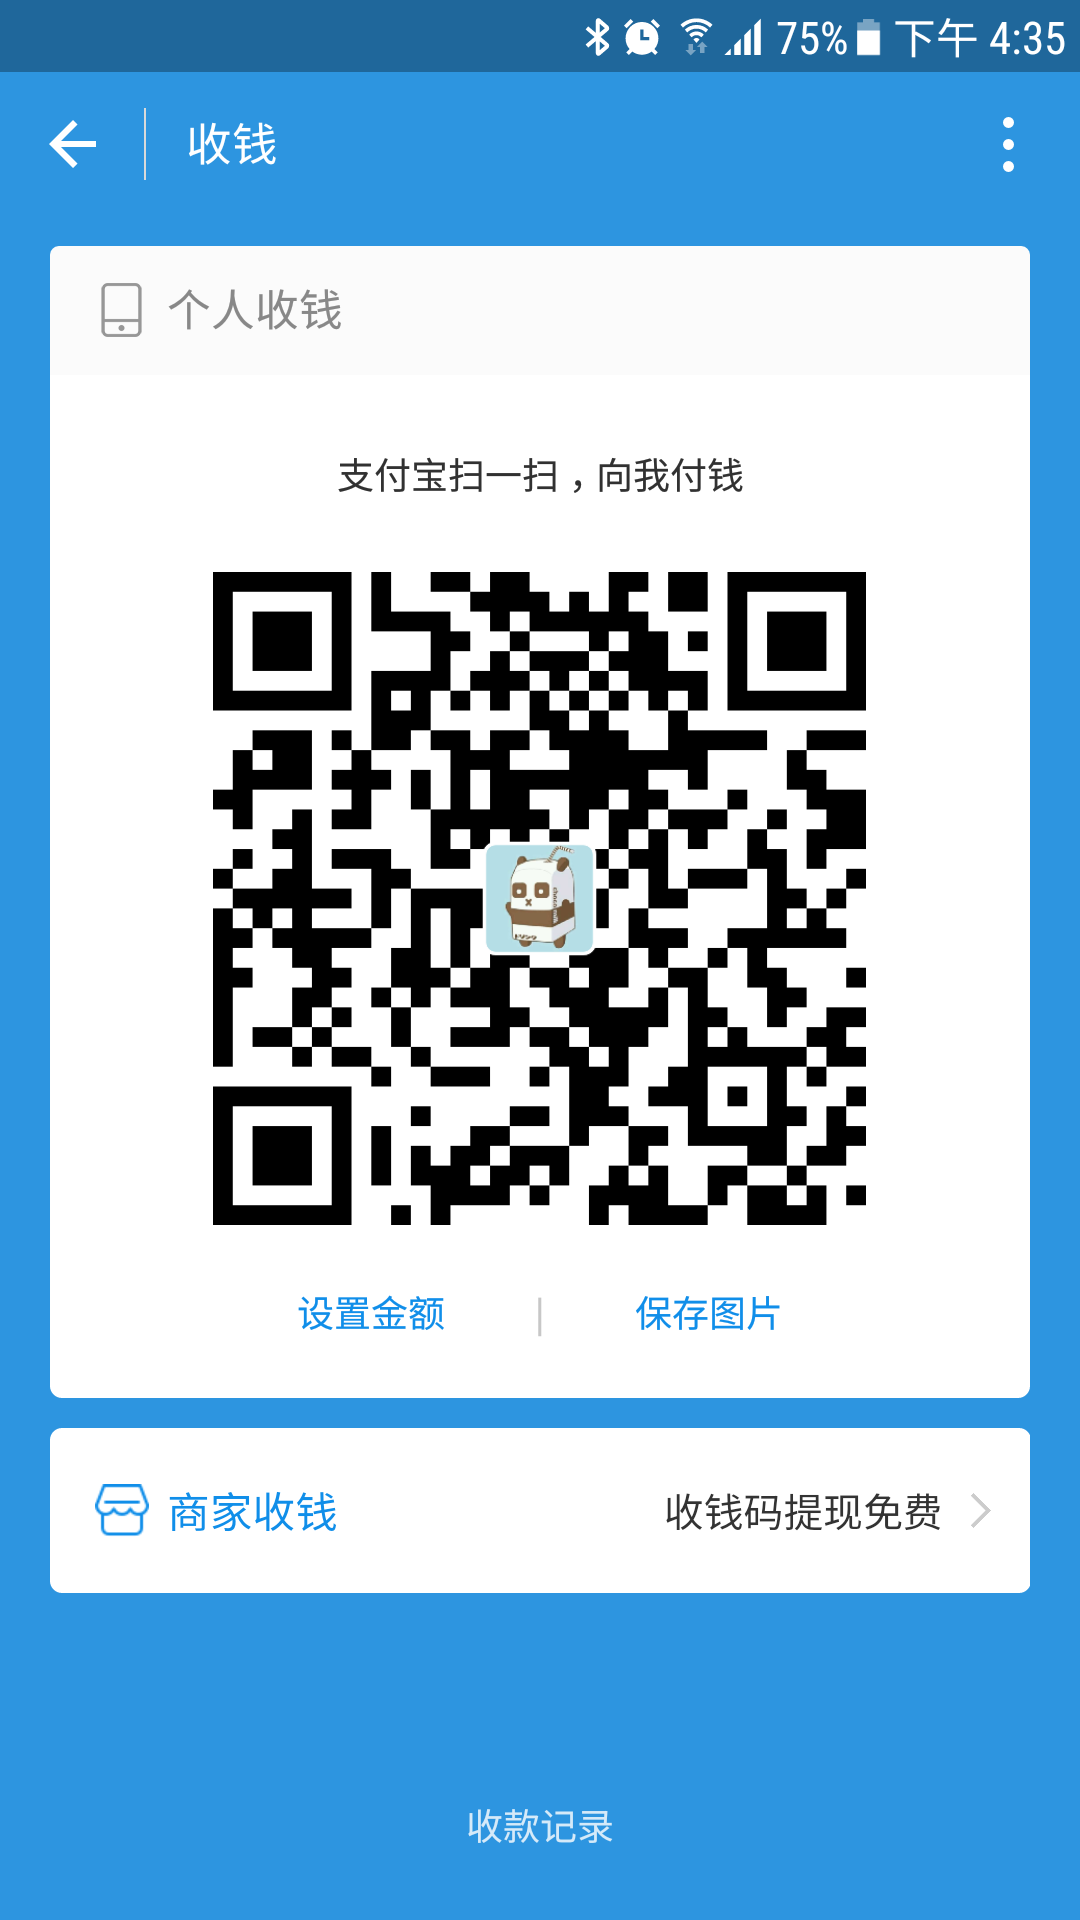 75% 下午 4:35
收钱
个人收钱
支付宝扫一扫，向我付钱
设置金额 | 保存图片
商家收钱 收钱码提现免费
收款记录